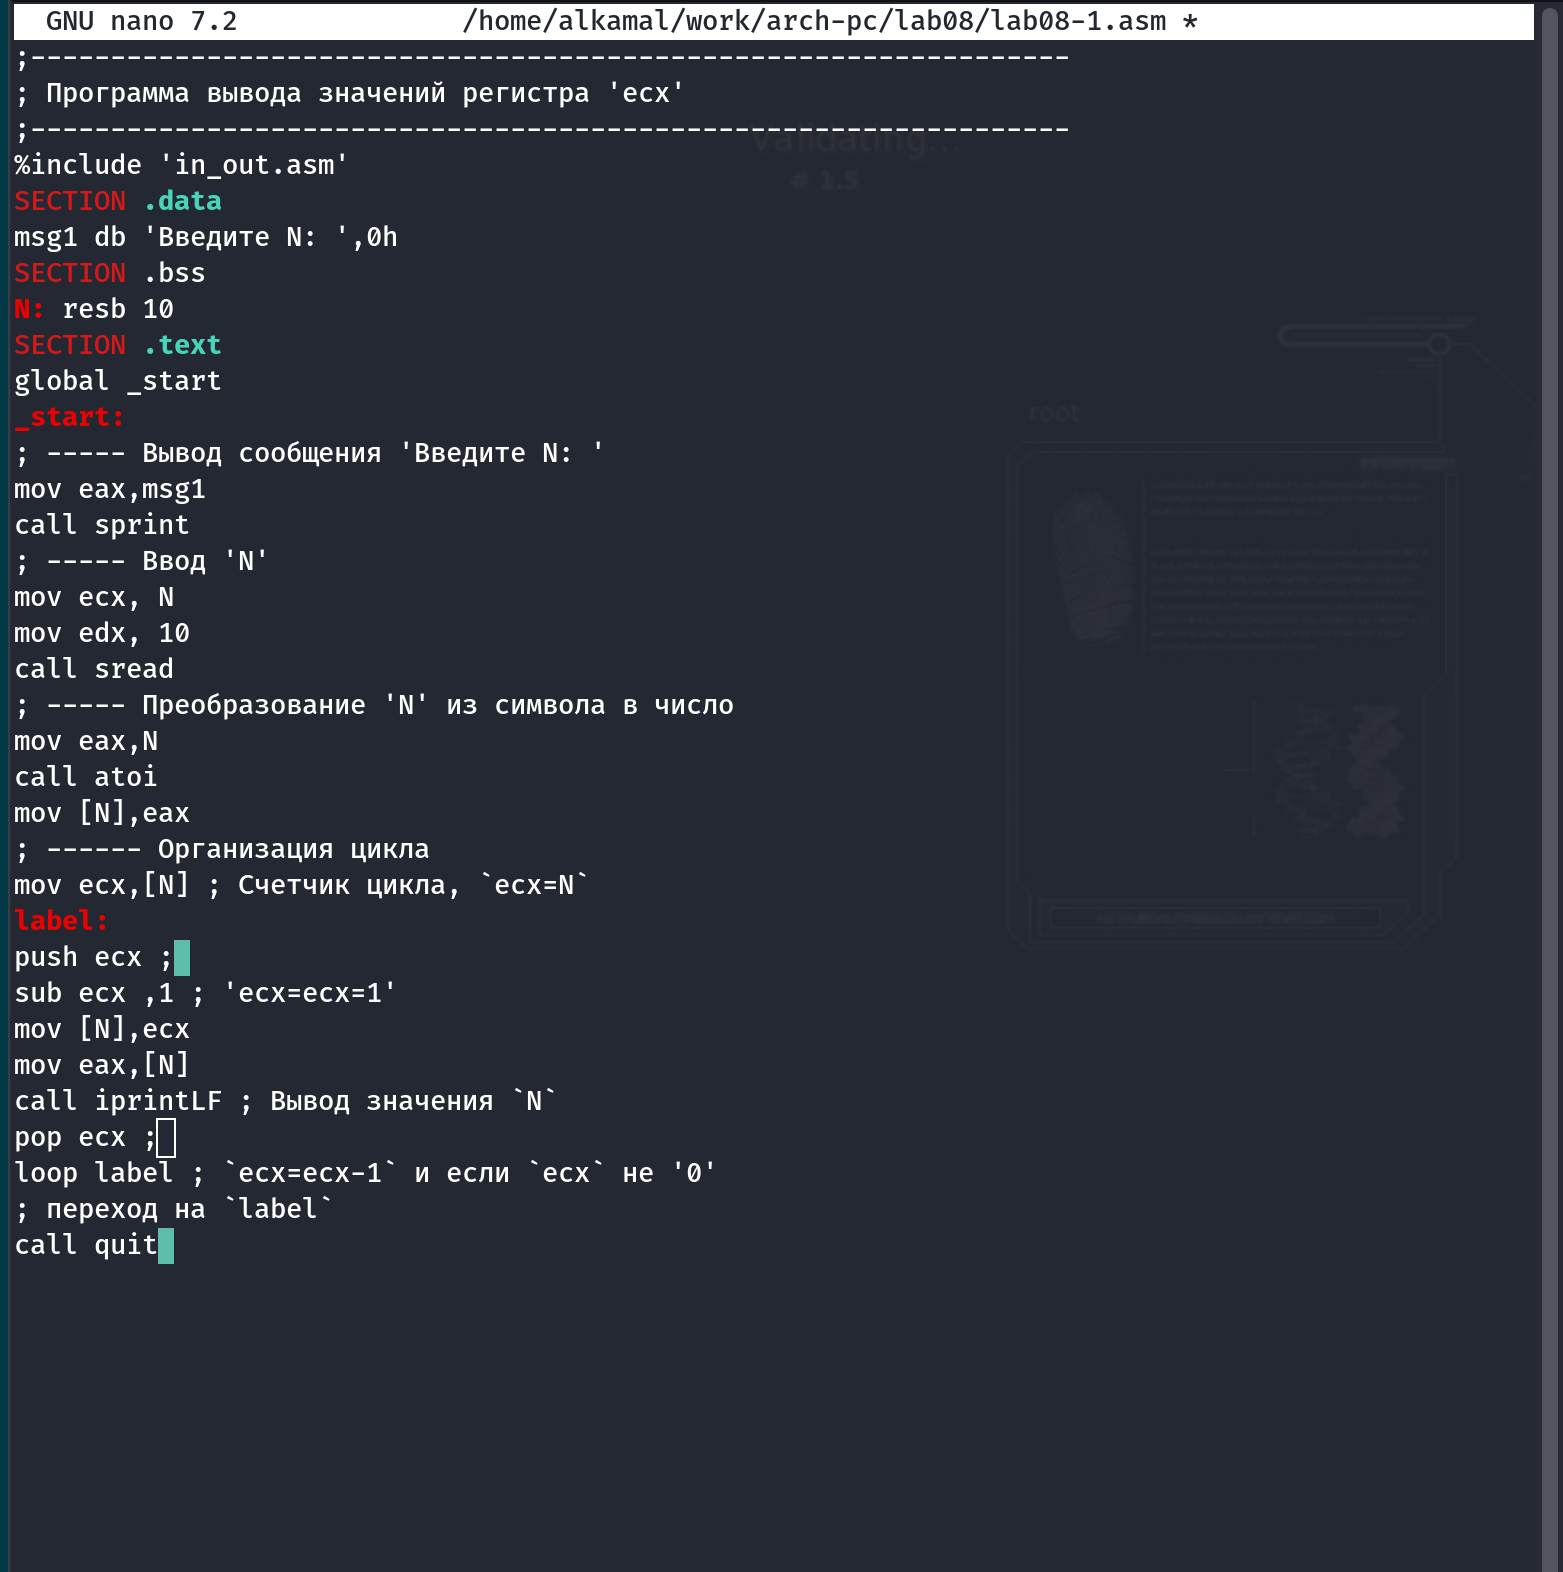 GNU nano 7.2 /home/alkamal/work/arch-pc/lab08/lab08-1.asm *
;-----------------------------------------------------------------
; Программа вывода значений регистра 'ecx'
;-----------------------------------------------------------------
%include 'in_out.asm'
SECTION .data
msg1 db 'Введите N: ',0h
SECTION .bss
N: resb 10
SECTION .text
global _start
_start:
; ----- Вывод сообщения 'Введите N: '
mov eax,msg1
call sprint
; ----- Ввод 'N'
mov ecx, N
mov edx, 10
call sread
; ----- Преобразование 'N' из символа в число
mov eax,N
call atoi
mov [N],eax
; ------ Организация цикла
mov ecx,[N] ; Счетчик цикла, `ecx=N`
label:
push ecx ;
sub ecx ,1 ; 'ecx=ecx=1'
mov [N],ecx
mov eax,[N]
call iprintLF ; Вывод значения `N`
pop ecx ;
loop label ; `ecx=ecx-1` и если `ecx` не '0'
; переход на `label`
call quit
Validating...
# 1.5
root